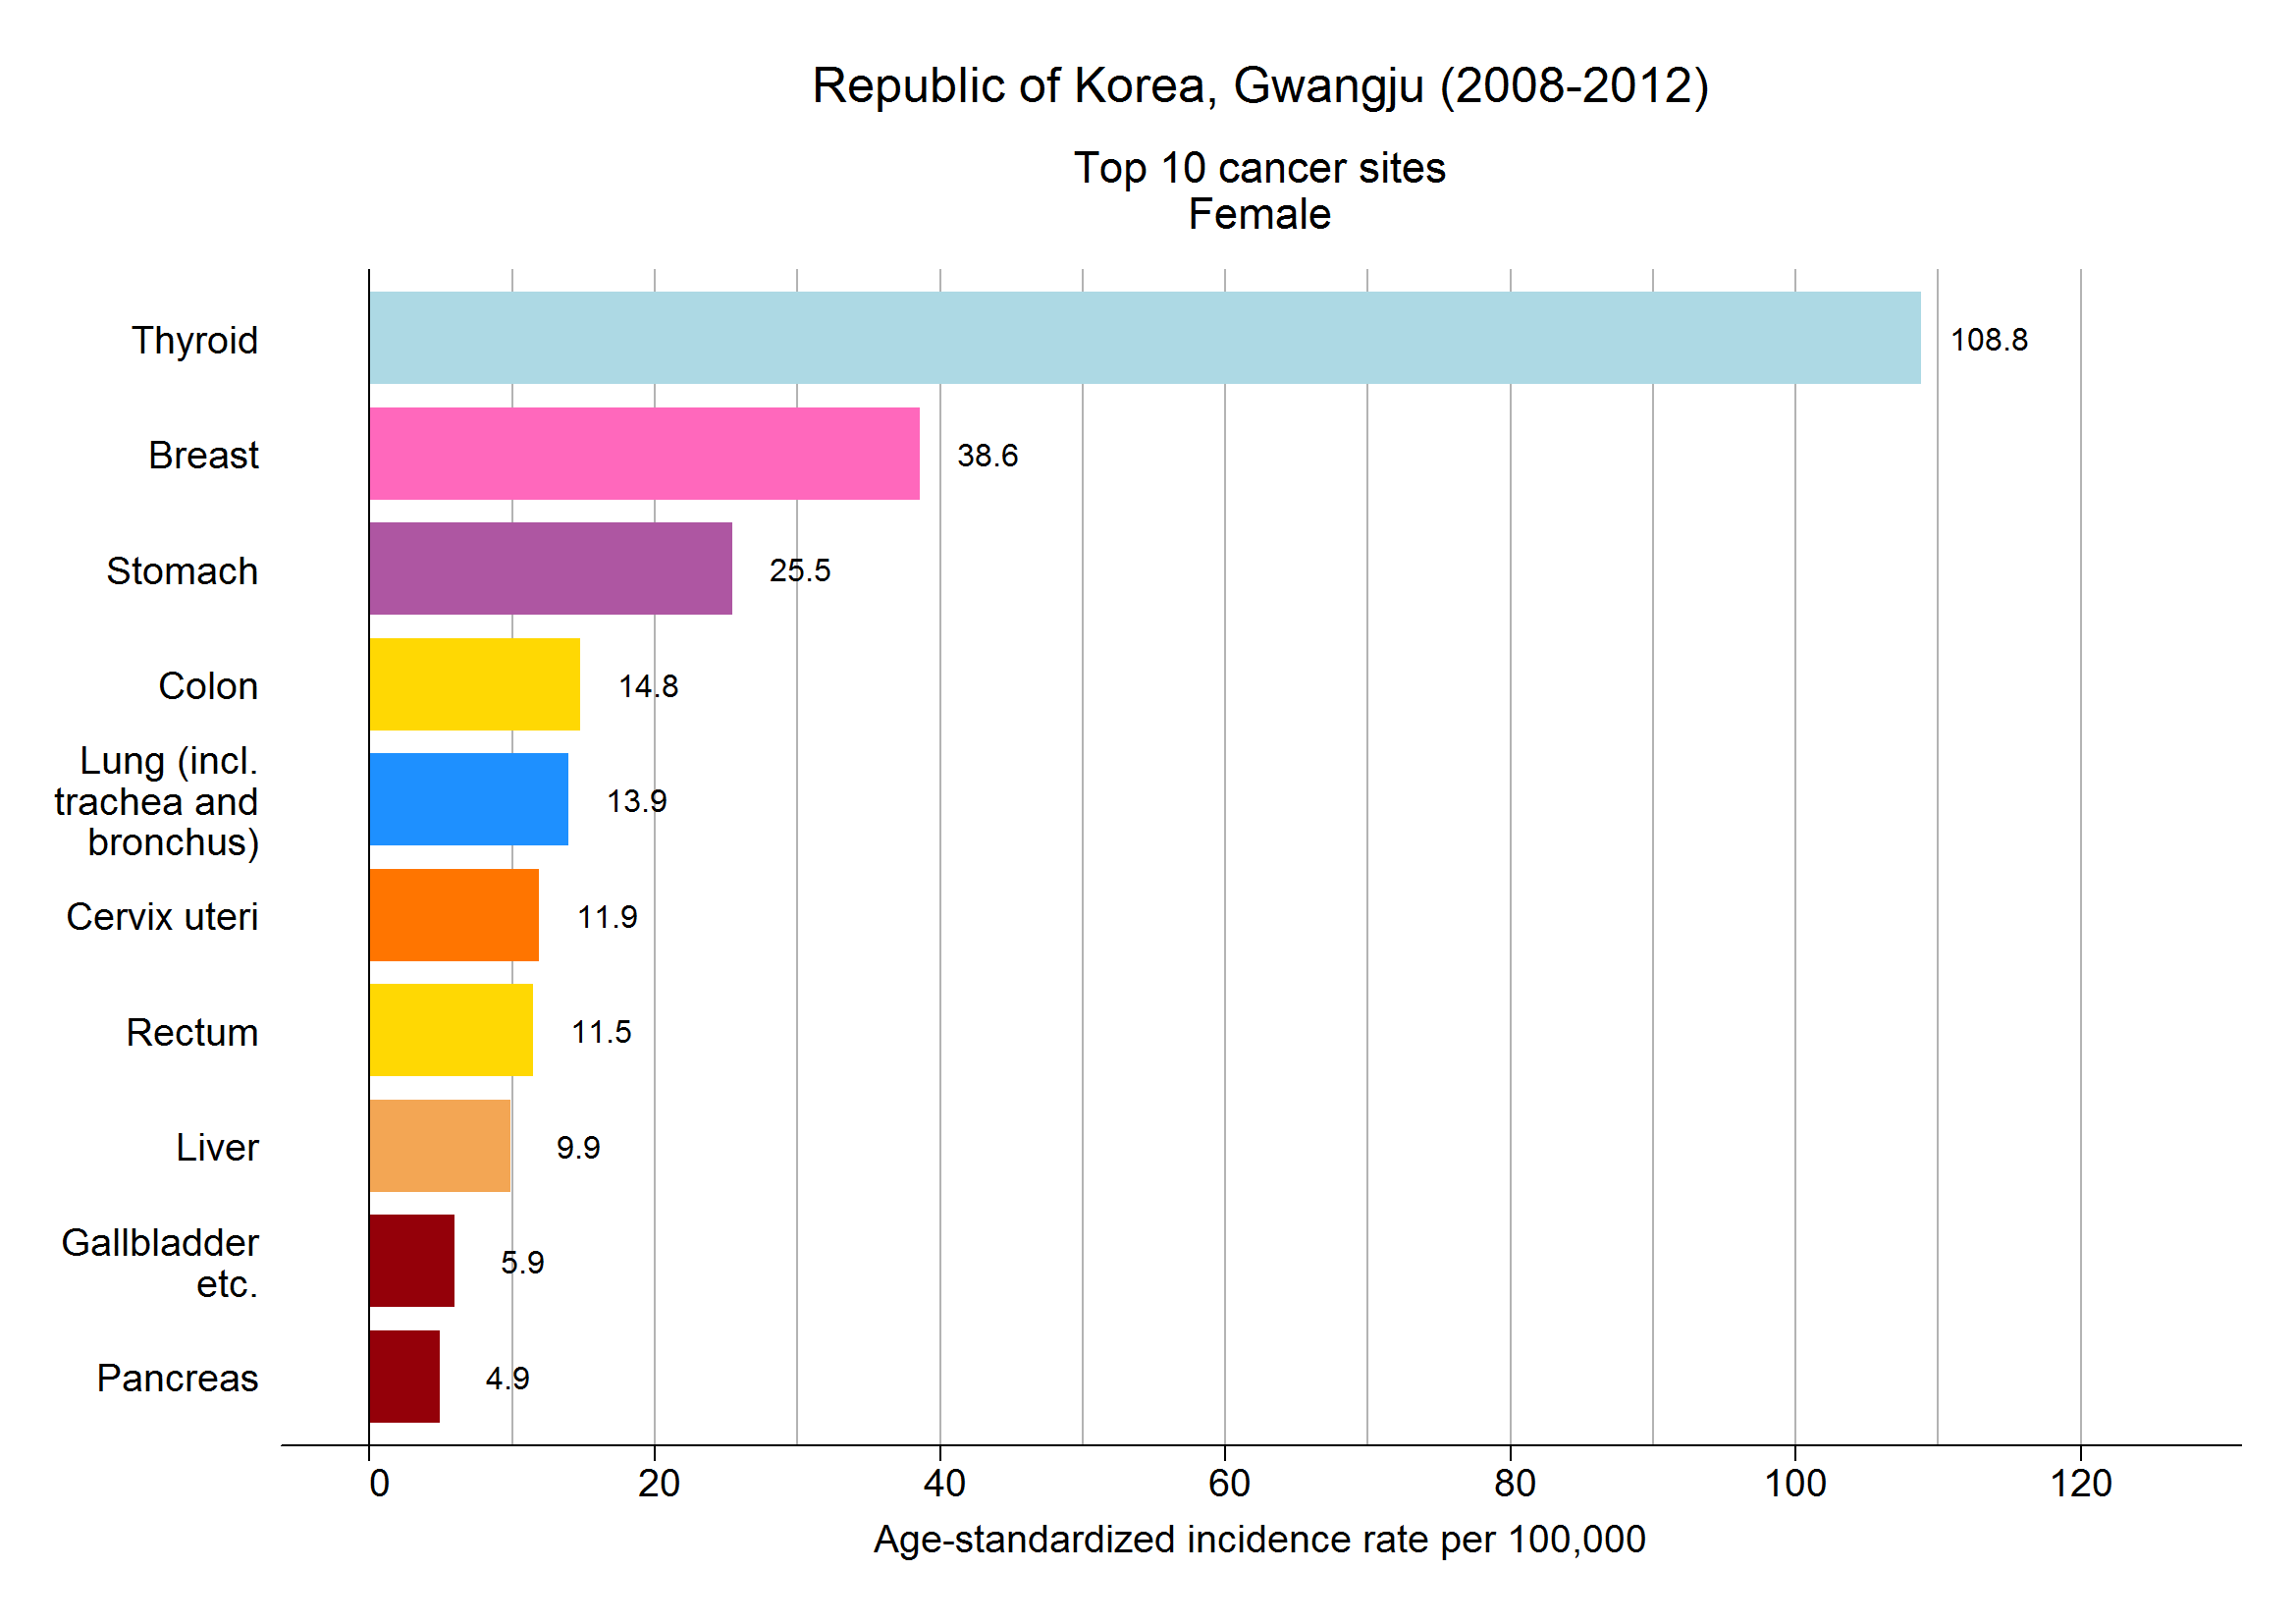 Republic of Korea, Gwangju (2008-2012)
Top 10 cancer sites
Female
Thyroid
108.8
Breast
38.6
Stomach
25.5
Colon
14.8
Lung (incl.
trachea and
bronchus)
13.9
Cervix uteri
11.9
Rectum
11.5
Liver
9.9
Gallbladder
etc.
5.9
Pancreas
4.9
0 20 40 60 80 100 120
Age-standardized incidence rate per 100,000